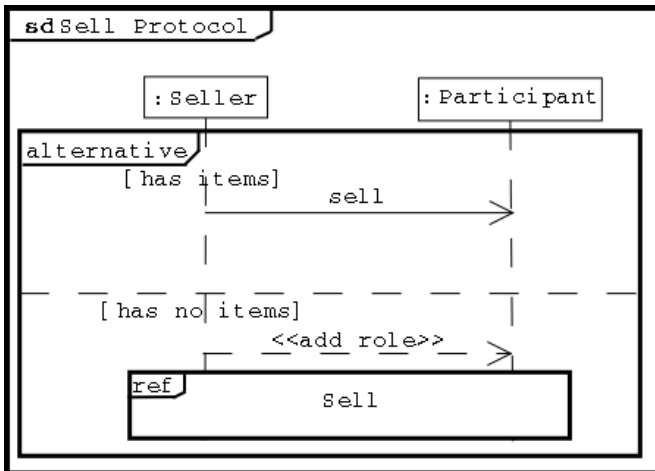 sd Sell Protocol
: Seller
: Participant
alternative
[ has items]
sell
[ has no items]
<<add role>>
ref
Sell